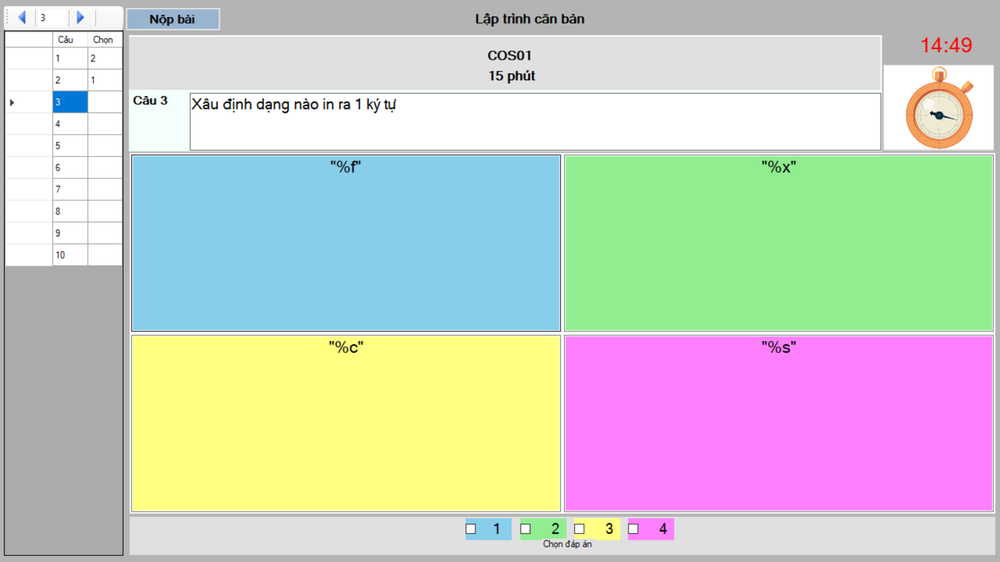 3
Nộp bài
Lập trình căn bản
Câu Chọn
1 2
2 1
3
4
5
6
7
8
9
10
COS01
15 phút
14:49
Câu 3
Xâu định dạng nào in ra 1 ký tự
"%f"
"%x"
"%c"
"%s"
1 2 3 4
Chọn đáp án